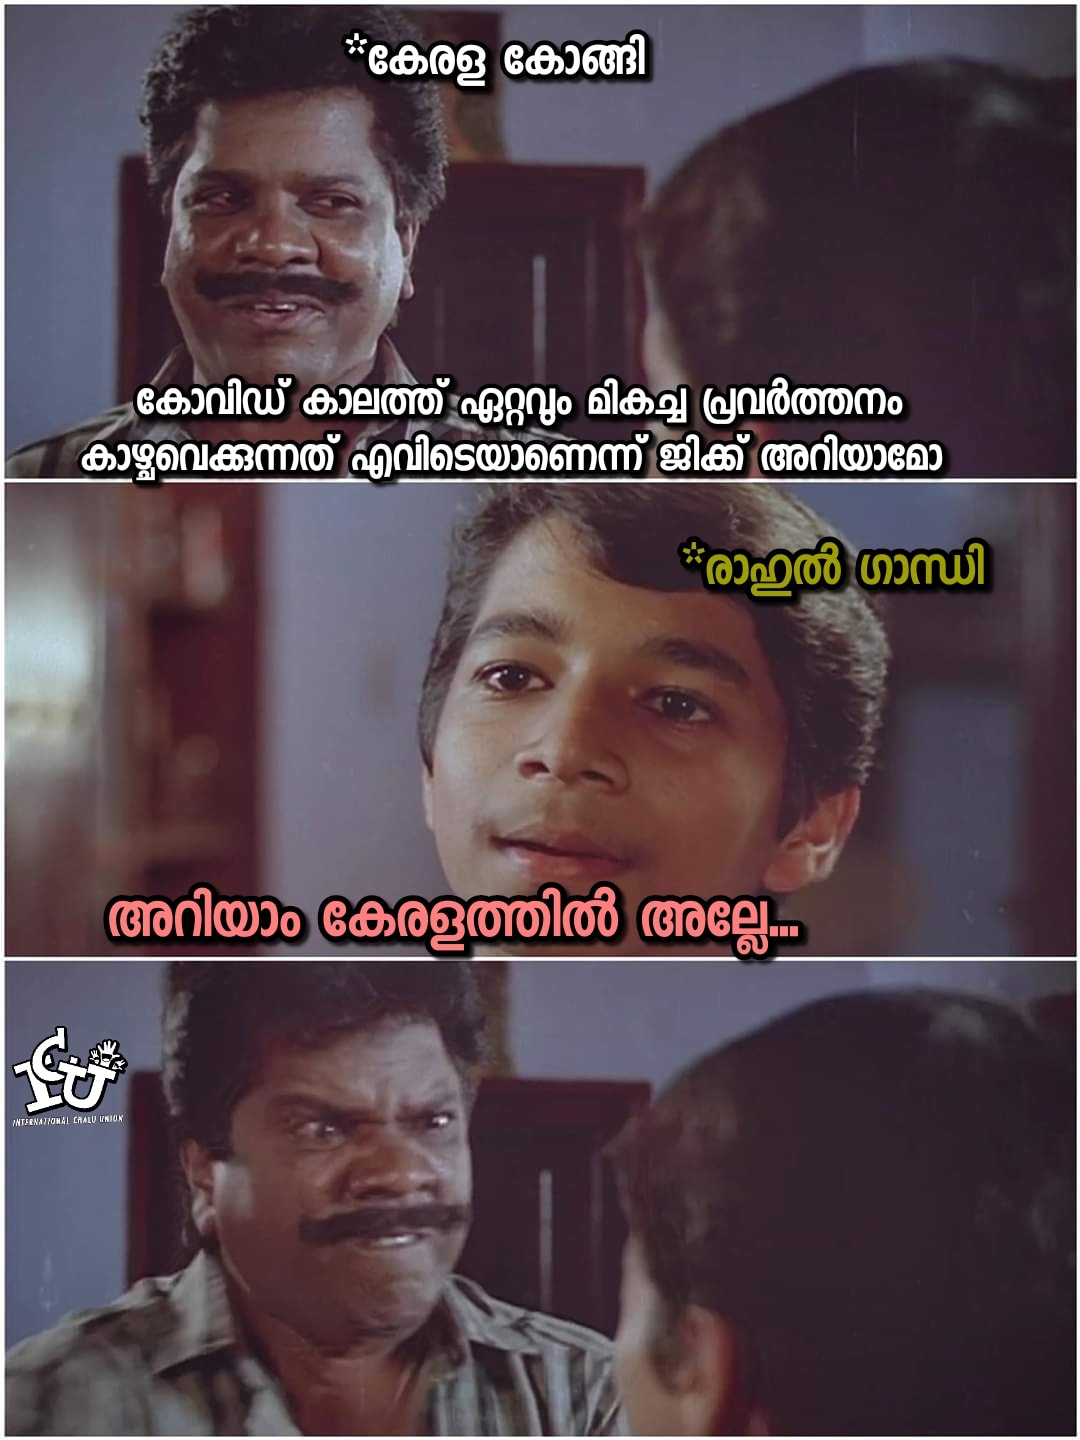 *കേരള കോങ്ങി
കോവിഡ് കാലത്ത് ഏറ്റവും മികച്ച പ്രവർത്തനം
കാഴ്ചവെക്കുന്നത് എവിടെയാണെന്ന് ജിക്ക് അറിയാമോ
*രാഹുൽ ഗാന്ധി
അറിയാം കേരളത്തിൽ അല്ലേ...
ICU
INTERNATIONAL CHALU UNION